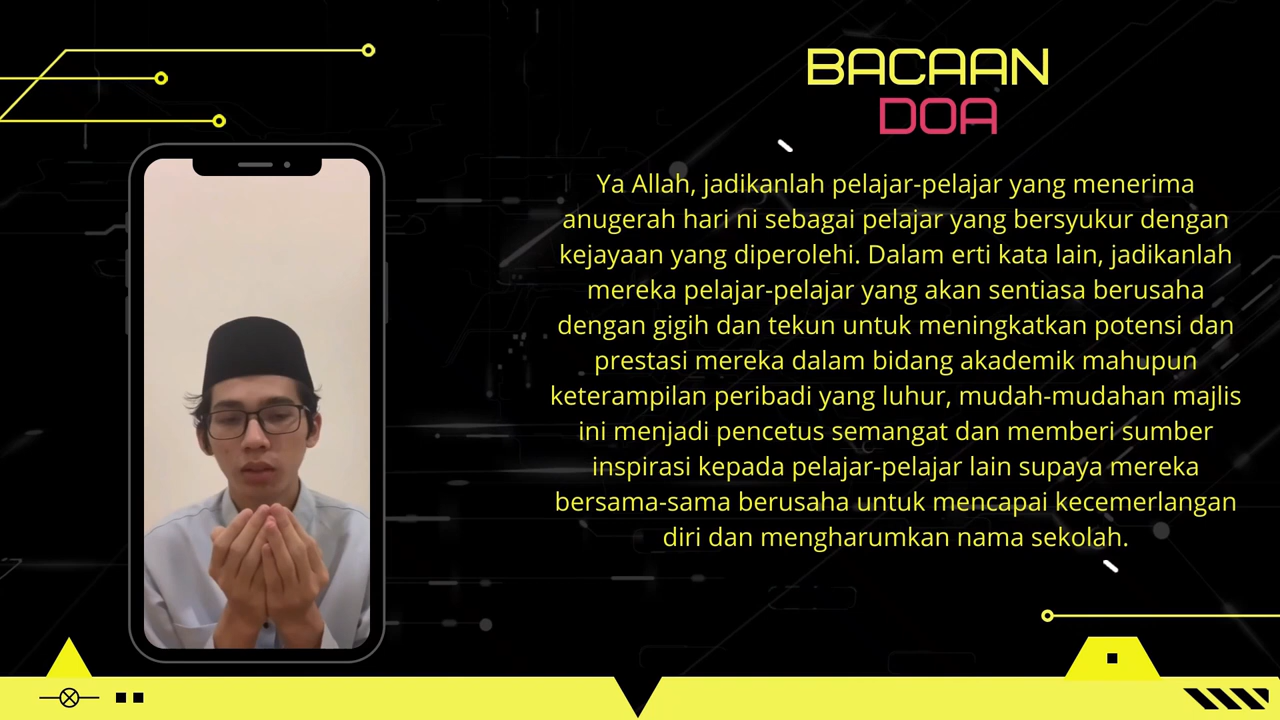 BACAAN
DOA
Ya Allah, jadikanlah pelajar-pelajar yang menerima
anugerah hari ni sebagai pelajar yang bersyukur dengan
kejayaan yang diperolehi. Dalam erti kata lain, jadikanlah
mereka pelajar-pelajar yang akan sentiasa berusaha
dengan gigih dan tekun untuk meningkatkan potensi dan
prestasi mereka dalam bidang akademik mahupun
keterampilan peribadi yang luhur, mudah-mudahan majlis
ini menjadi pencetus semangat dan memberi sumber
inspirasi kepada pelajar-pelajar lain supaya mereka
bersama-sama berusaha untuk mencapai kecemerlangan
diri dan mengharumkan nama sekolah.